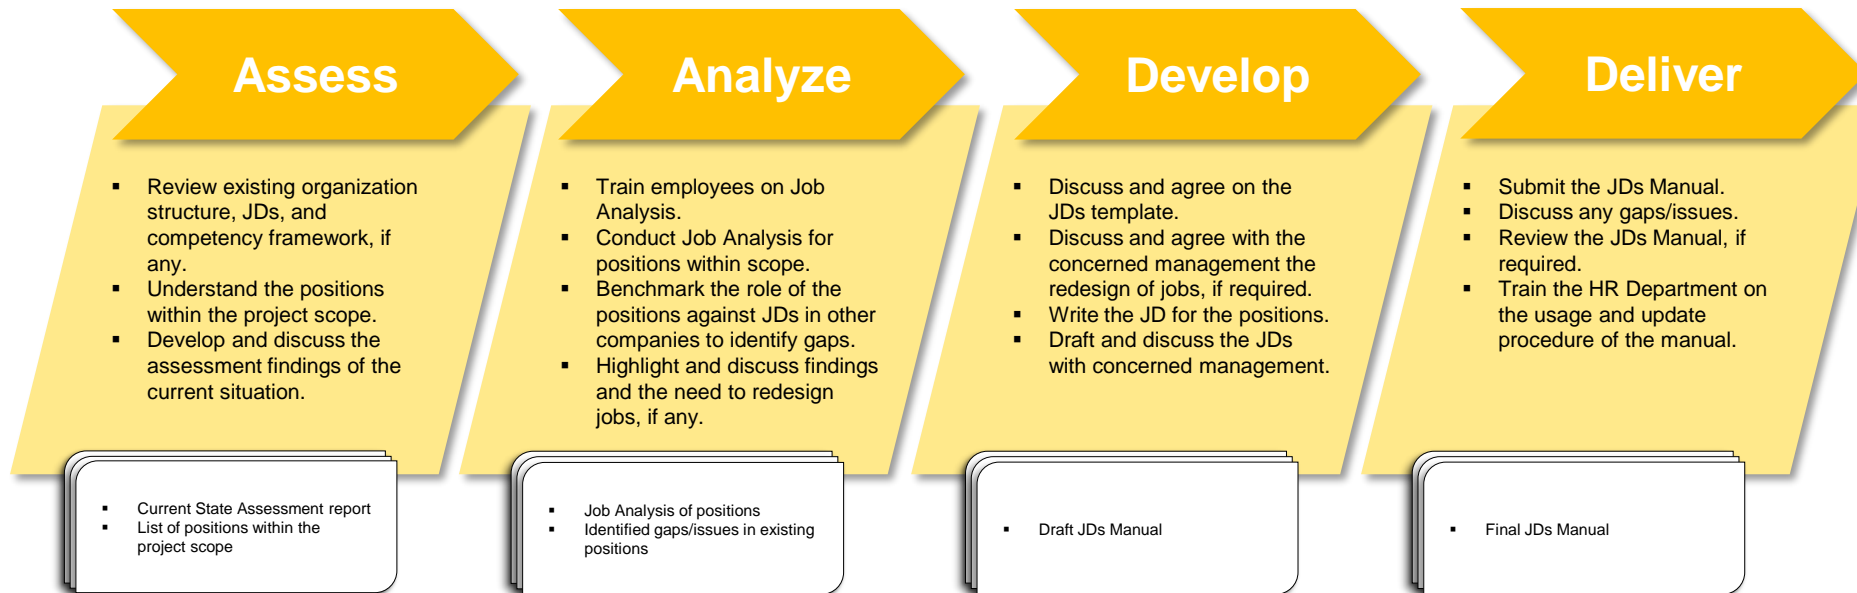 Assess
▪ Review existing organization
structure, JDs, and
competency framework, if
any.
▪ Understand the positions
within the project scope.
▪ Develop and discuss the
assessment findings of the
current situation.
▪ Current State Assessment report
▪ List of positions within the
project scope
Analyze
▪ Train employees on Job
Analysis.
▪ Conduct Job Analysis for
positions within scope.
▪ Benchmark the role of the
positions against JDs in other
companies to identify gaps.
▪ Highlight and discuss findings
and the need to redesign
jobs, if any.
▪ Job Analysis of positions
▪ Identified gaps/issues in existing
positions
Develop
▪ Discuss and agree on the
JDs template.
▪ Discuss and agree with the
concerned management the
redesign of jobs, if required.
▪ Write the JD for the positions.
▪ Draft and discuss the JDs
with concerned management.
▪ Draft JDs Manual
Deliver
▪ Submit the JDs Manual.
▪ Discuss any gaps/issues.
▪ Review the JDs Manual, if
required.
▪ Train the HR Department on
the usage and update
procedure of the manual.
▪ Final JDs Manual